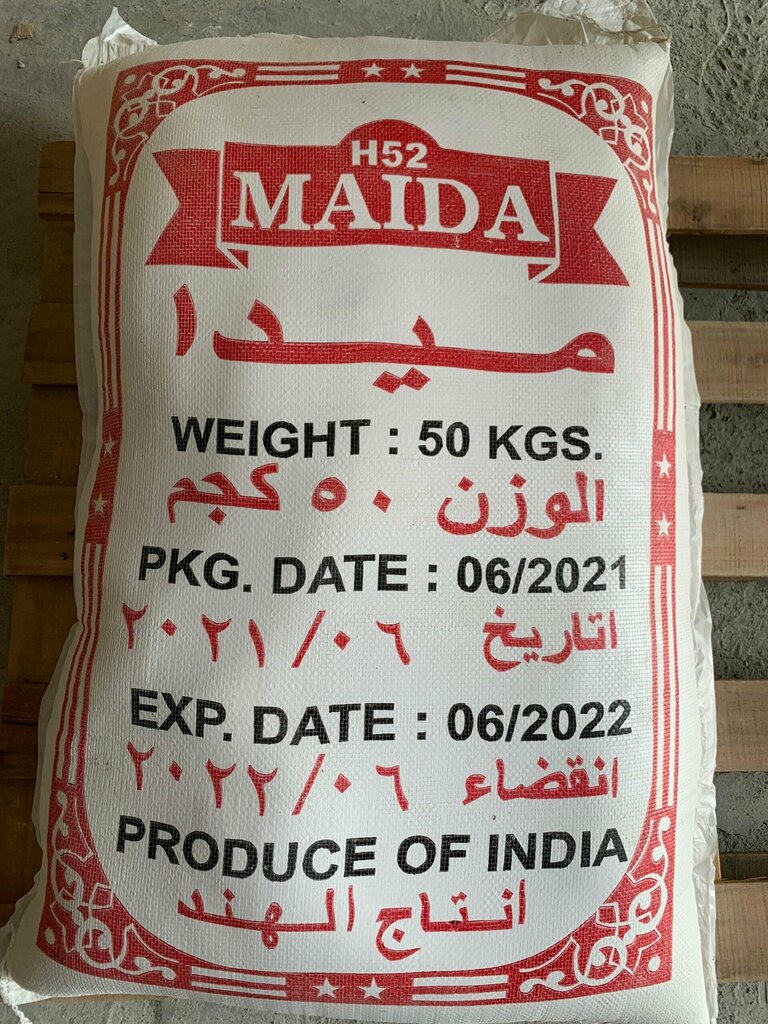 H52
MAIDA
ميدا
WEIGHT : 50 KGS.
الوزن ٥٠ كجم
PKG. DATE : 06/2021
اتاريخ ٢٠٢١/٠٦
EXP. DATE : 06/2022
انقضاء ٢٠٢٢/٠٦
PRODUCE OF INDIA
انتاج الهند